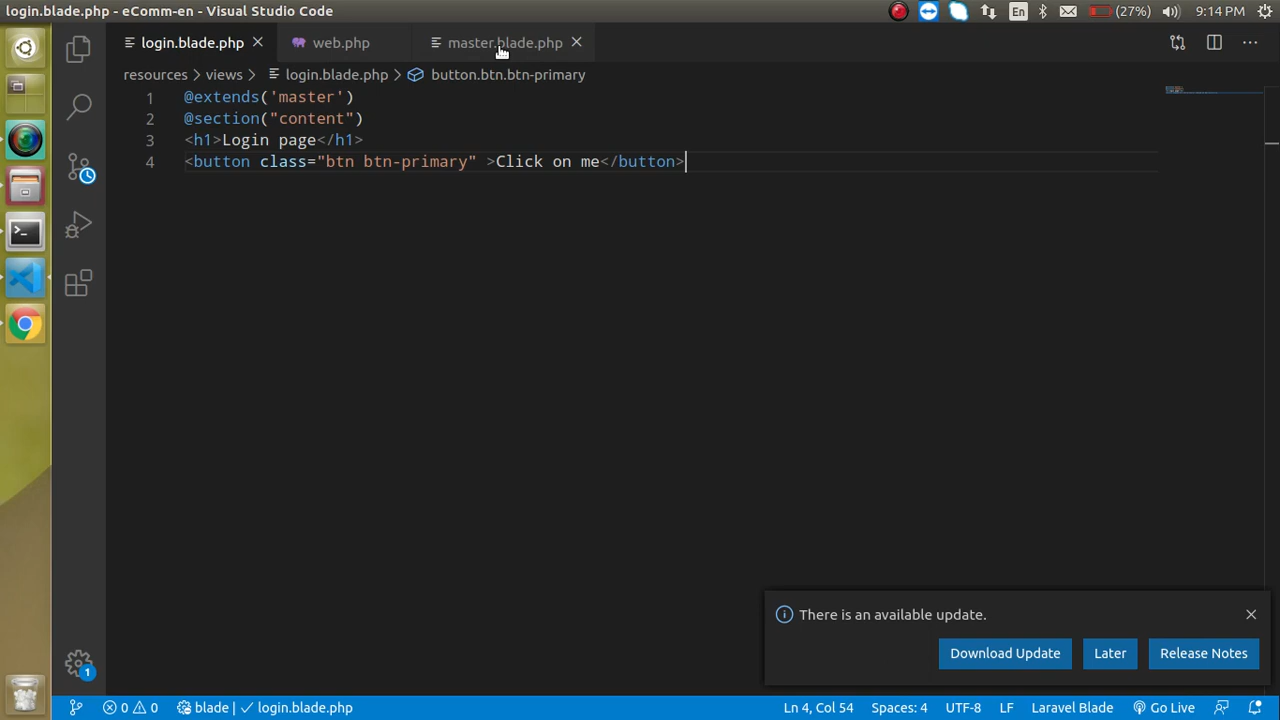 login.blade.php - eComm-en - Visual Studio Code
En
(27%)
9:14 PM
login.blade.php
web.php
master.blade.php
resources > views > login.blade.php > button.btn.btn-primary
1 @extends('master')
2 @section("content")
3 <h1>Login page</h1>
4 <button class="btn btn-primary" >Click on me</button>
There is an available update.
Download Update
Later
Release Notes
1
0 0
blade | ✓ login.blade.php
Ln 4, Col 54
Spaces: 4
UTF-8
LF
Laravel Blade
Go Live